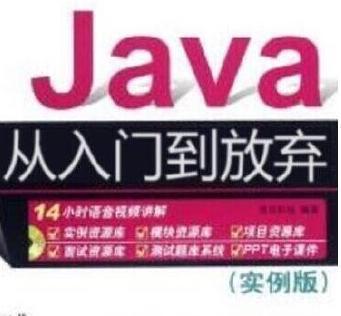 Java
从入门到放弃
14小时语音视频讲解
实例资源库 模块资源库 项目资源库
面试资源库 测试题库系统 PPT电子课件
(实例版)